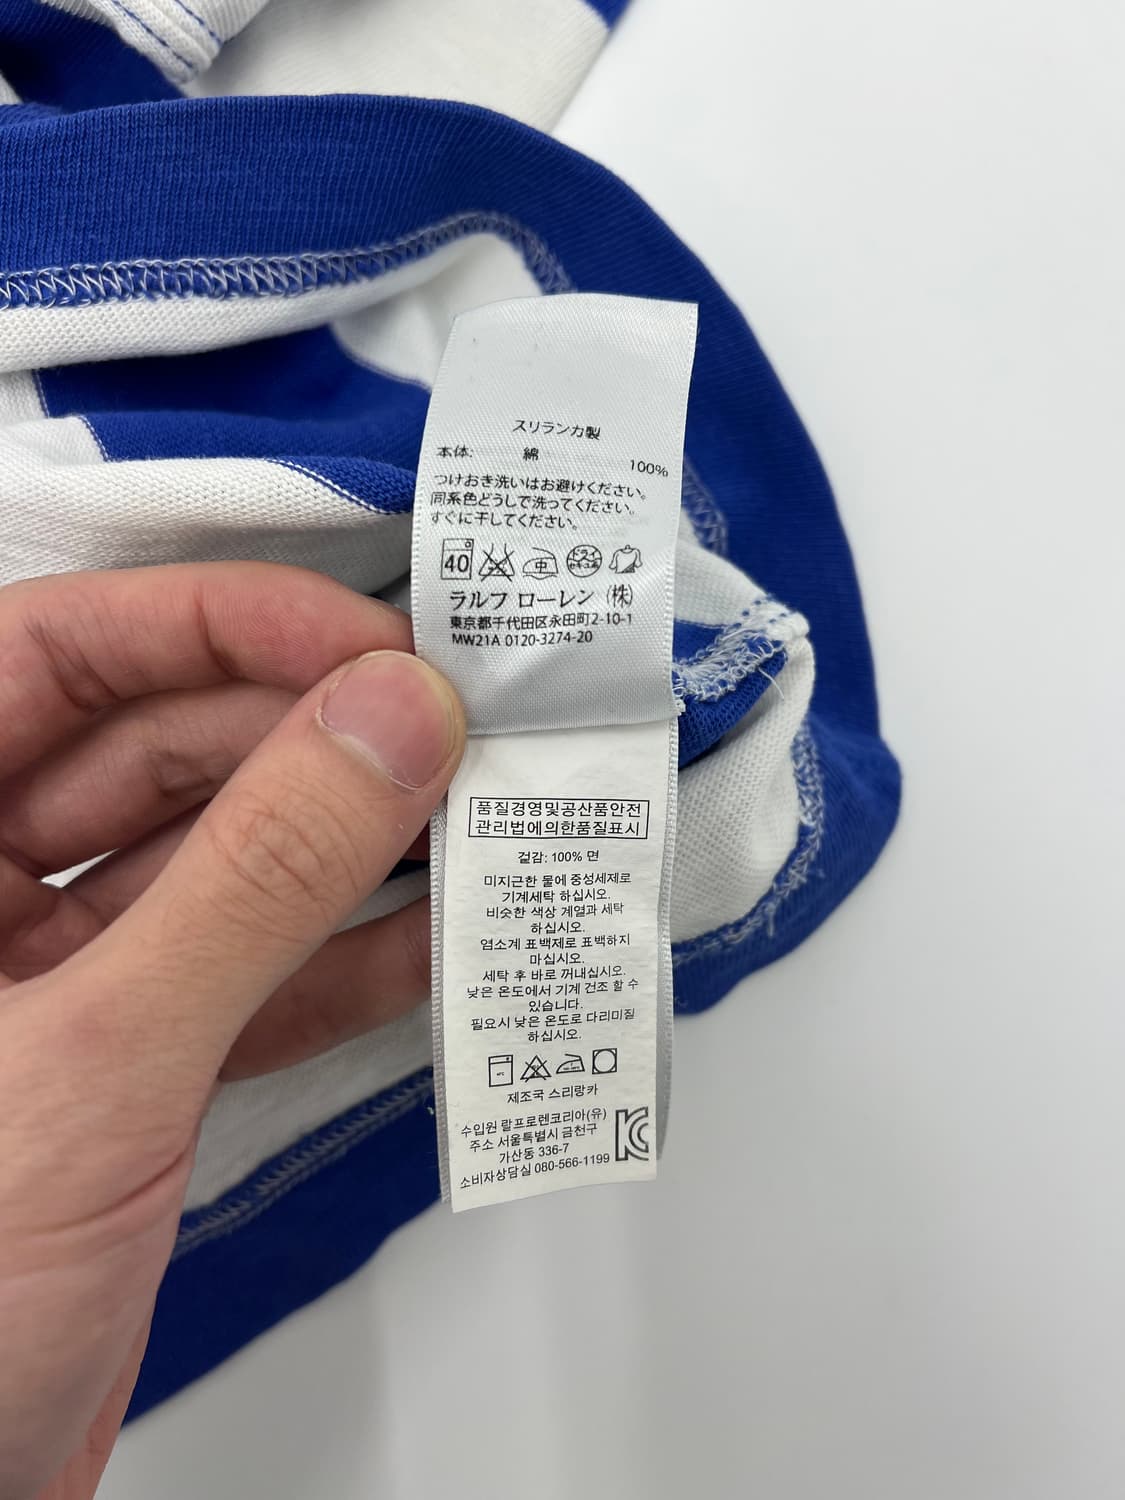 スリランカ製
本体: 綿 100%
つけおき洗いはお避けください。
同系色どうしで洗ってください。
すぐに干してください。
40 中 ドライ
ラルフ ローレン (株)
東京都千代田区永田町2-10-1
MW21A 0120-3274-20
품질경영및공산품안전
관리법에의한품질표시
겉감: 100% 면
미지근한 물에 중성세제로
기계세탁 하십시오.
비슷한 색상 계열과 세탁
하십시오.
염소계 표백제로 표백하지
마십시오.
세탁 후 바로 꺼내십시오.
낮은 온도에서 기계 건조 할 수
있습니다.
필요시 낮은 온도로 다리미질
하십시오.
제조국 스리랑카
수입원 랄프로렌코리아(유)
주소 서울특별시 금천구
가산동 336-7
소비자상담실 080-566-1199
KC